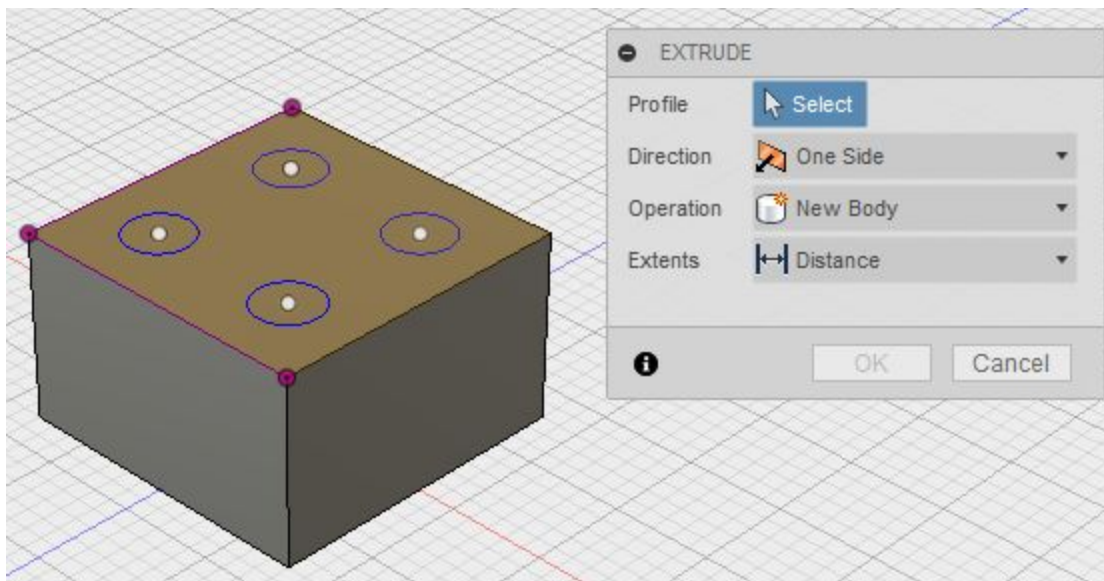 EXTRUDE
Profile Select
Direction One Side
Operation New Body
Extents Distance
OK Cancel